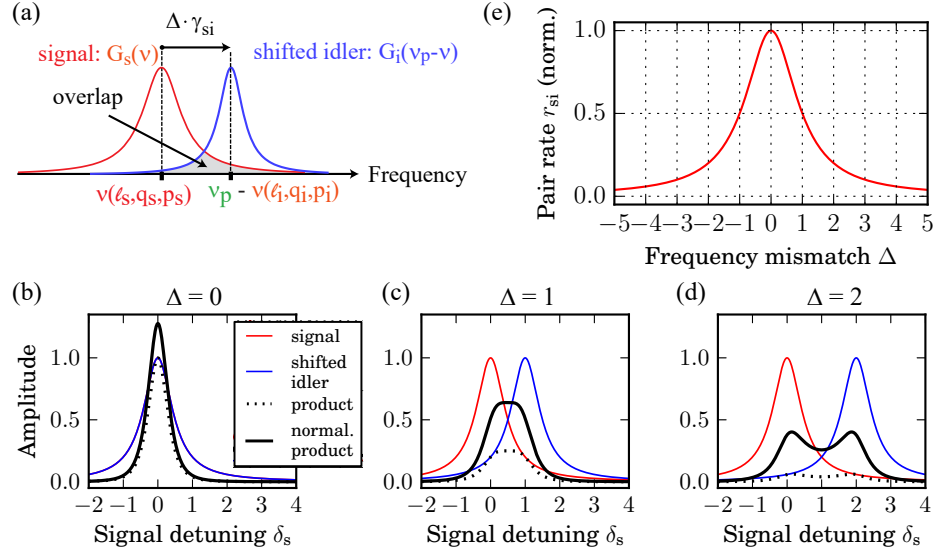 (a)
Δ·γsi
signal: Gs(ν)
shifted idler: Gi(νp-ν)
overlap
Frequency
ν(ℓs,qs,ps)
νp - ν(ℓi,qi,pi)
(e)
Pair rate rsi (norm.)
1.0
0.5
0.0
−5 −4 −3 −2 −1 0 1 2 3 4 5
Frequency mismatch Δ
(b)
Δ = 0
Amplitude
1.0
0.5
0.0
−2 −1 0 1 2 3 4
Signal detuning δs
signal
shifted
idler
product
normal.
product
(c)
Δ = 1
1.0
0.5
0.0
−2 −1 0 1 2 3 4
Signal detuning δs
(d)
Δ = 2
1.0
0.5
0.0
−2 −1 0 1 2 3 4
Signal detuning δs